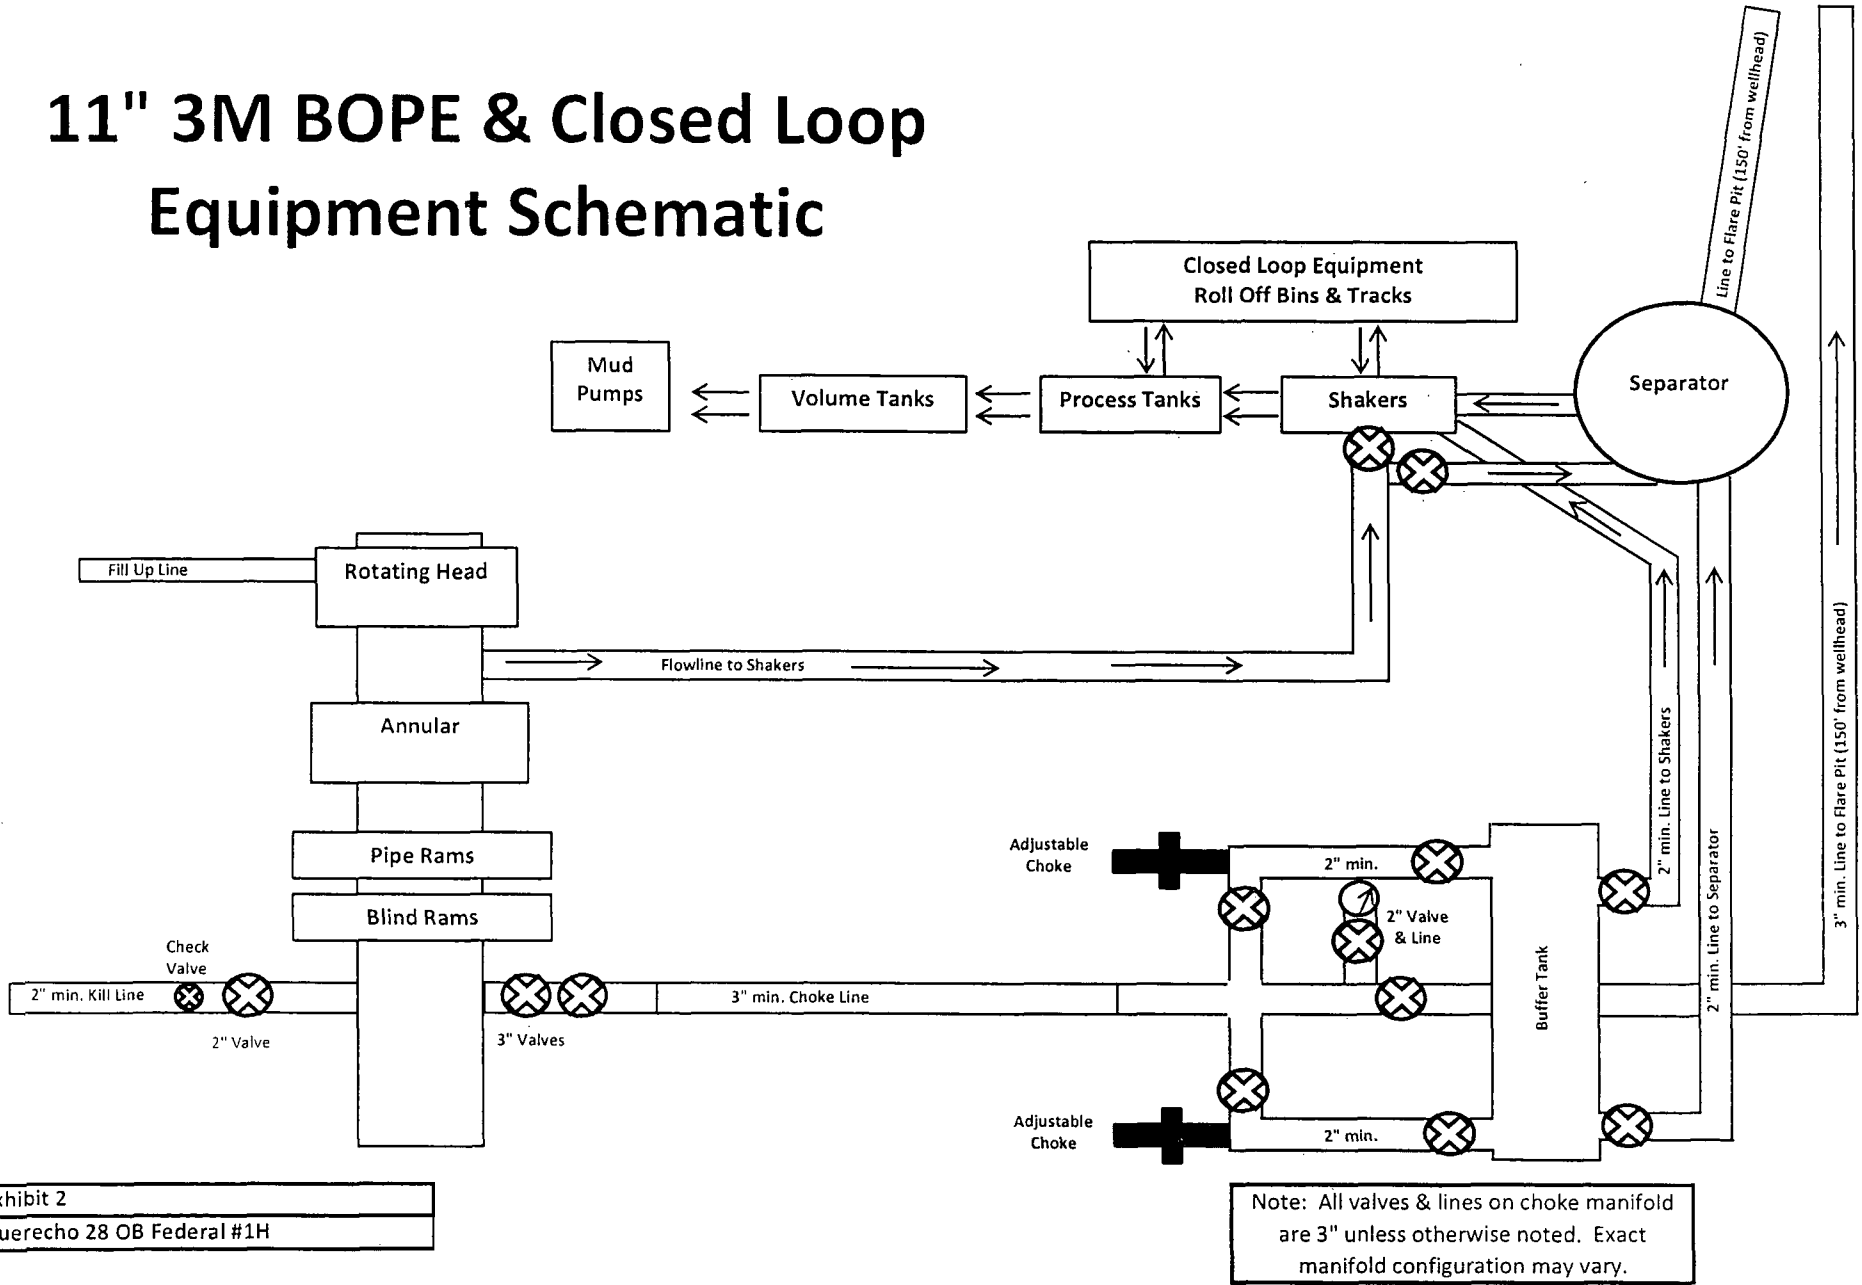 11" 3M BOPE & Closed Loop
Equipment Schematic
Line to Flare Pit (150' from wellhead)
Closed Loop Equipment
Roll Off Bins & Tracks
Mud
Pumps
Volume Tanks
Process Tanks
Shakers
Separator
Fill Up Line
Rotating Head
Flowline to Shakers
Annular
Pipe Rams
Blind Rams
Check
Valve
2" min. Kill Line
2" Valve
3" Valves
3" min. Choke Line
Adjustable
Choke
2" min.
2" Valve
& Line
Buffer Tank
2" min. Line to Shakers
2" min. Line to Separator
3" min. Line to Flare Pit (150' from wellhead)
Adjustable
Choke
2" min.
xhibit 2
uerecho 28 OB Federal #1H
Note: All valves & lines on choke manifold
are 3" unless otherwise noted. Exact
manifold configuration may vary.